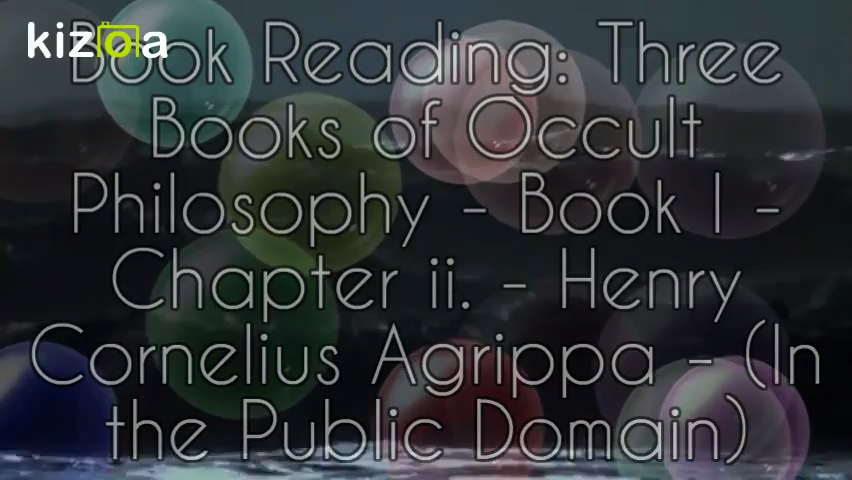 kizoa
Book Reading: Three
Books of Occult
Philosophy - Book I -
Chapter ii. - Henry
Cornelius Agrippa - (In
the Public Domain)